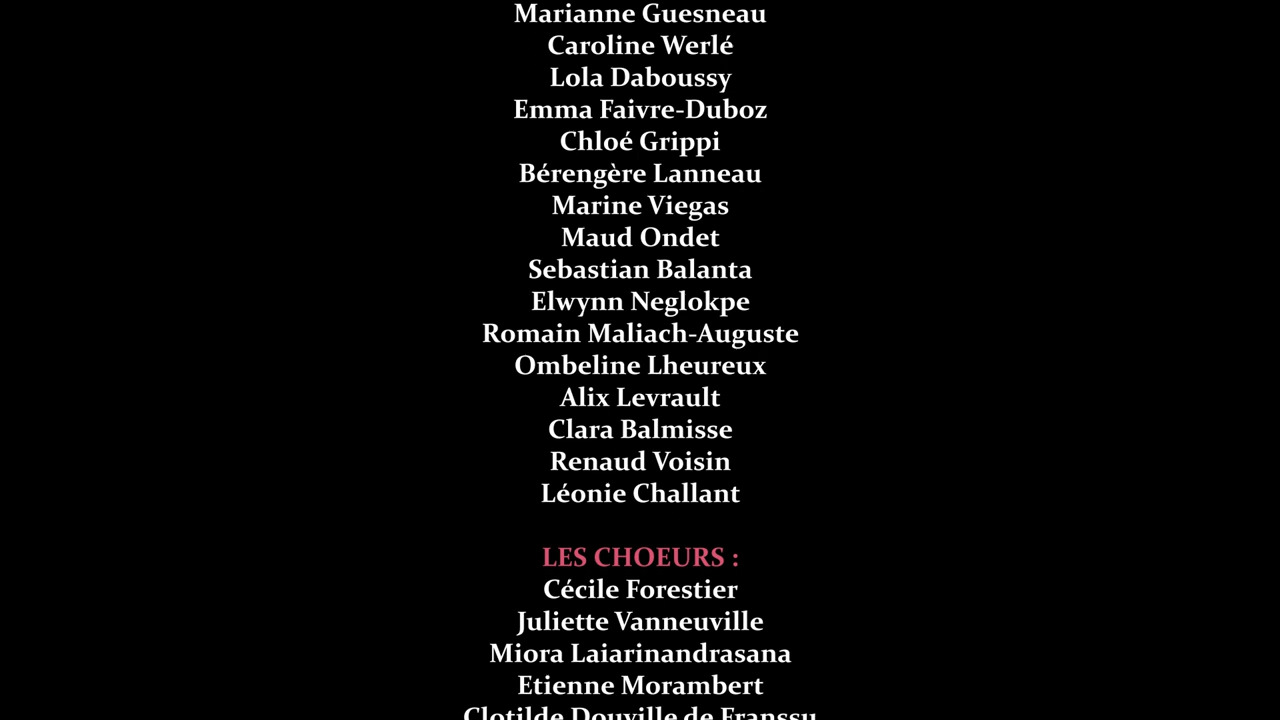 Marianne Guesneau
Caroline Werlé
Lola Daboussy
Emma Faivre-Duboz
Chloé Grippi
Bérengère Lanneau
Marine Viegas
Maud Ondet
Sebastian Balanta
Elwynn Neglokpe
Romain Maliach-Auguste
Ombeline Lheureux
Alix Levrault
Clara Balmisse
Renaud Voisin
Léonie Challant
LES CHOEURS :
Cécile Forestier
Juliette Vanneuville
Miora Laiarinandrasana
Etienne Morambert
Clotilde Douville de Franssu